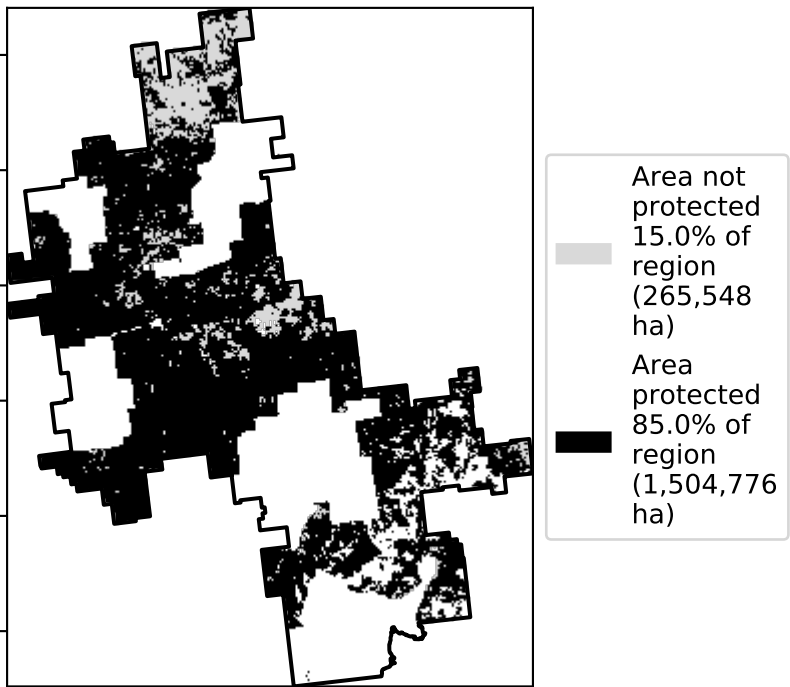 Area not
protected
15.0% of
region
(265,548
ha)
Area
protected
85.0% of
region
(1,504,776
ha)